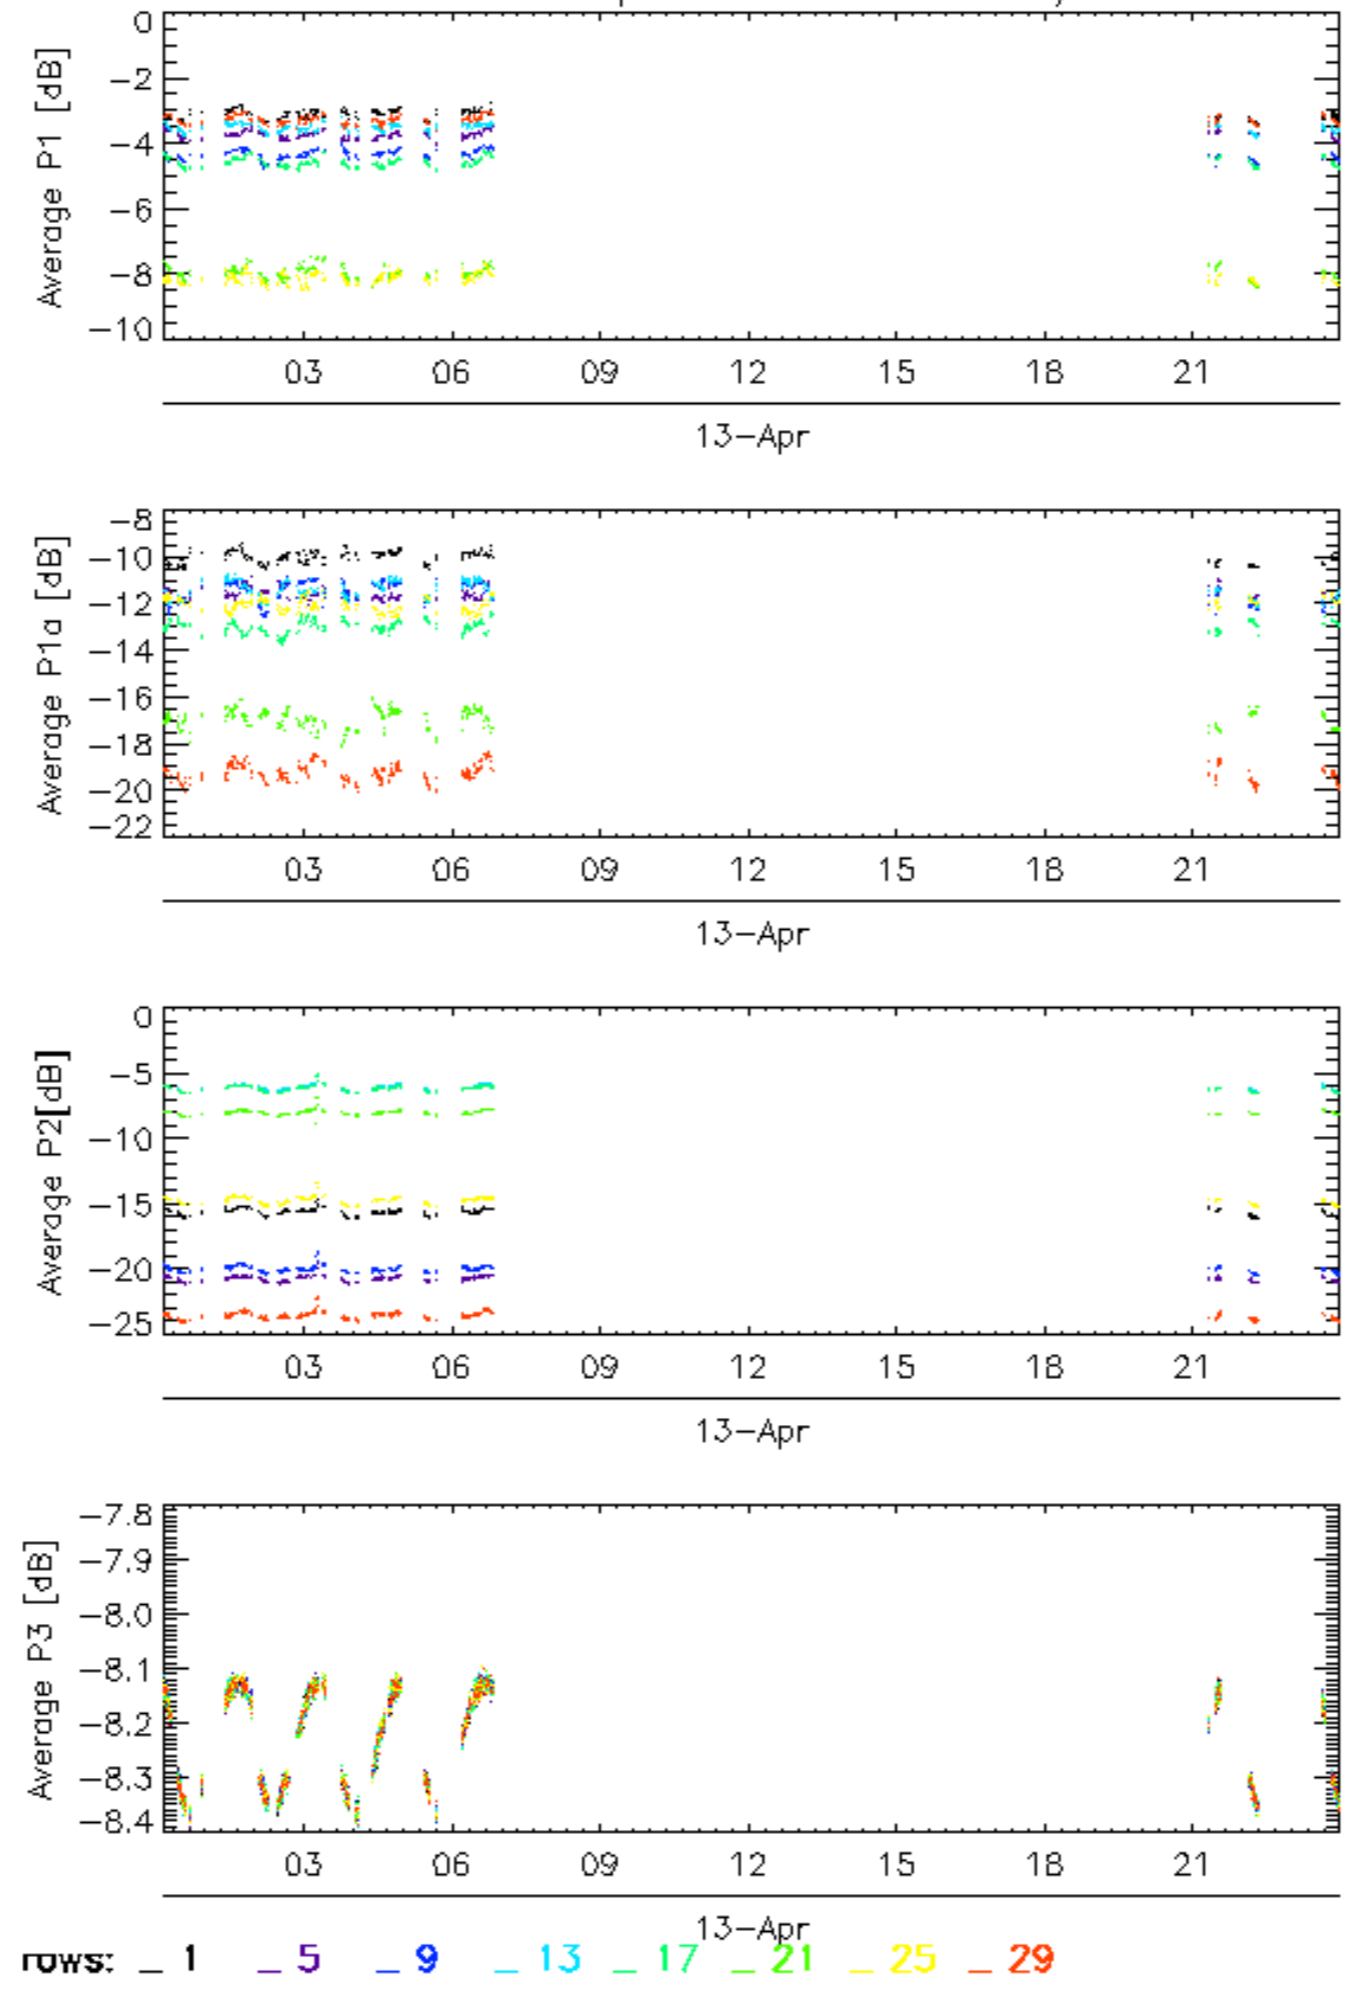 Average P1 [dB]
0
−2
−4
−6
−8
−10
03 06 09 12 15 18 21
13−Apr
Average P1a [dB]
−8
−10
−12
−14
−16
−18
−20
−22
03 06 09 12 15 18 21
13−Apr
Average P2[dB]
0
−5
−10
−15
−20
−25
03 06 09 12 15 18 21
13−Apr
Average P3 [dB]
−7.8
−7.9
−8.0
−8.1
−8.2
−8.3
−8.4
03 06 09 12 15 18 21
13−Apr
rows: _ 1 _ 5 _ 9 _ 13 _ 17 _ 21 _ 25 _ 29